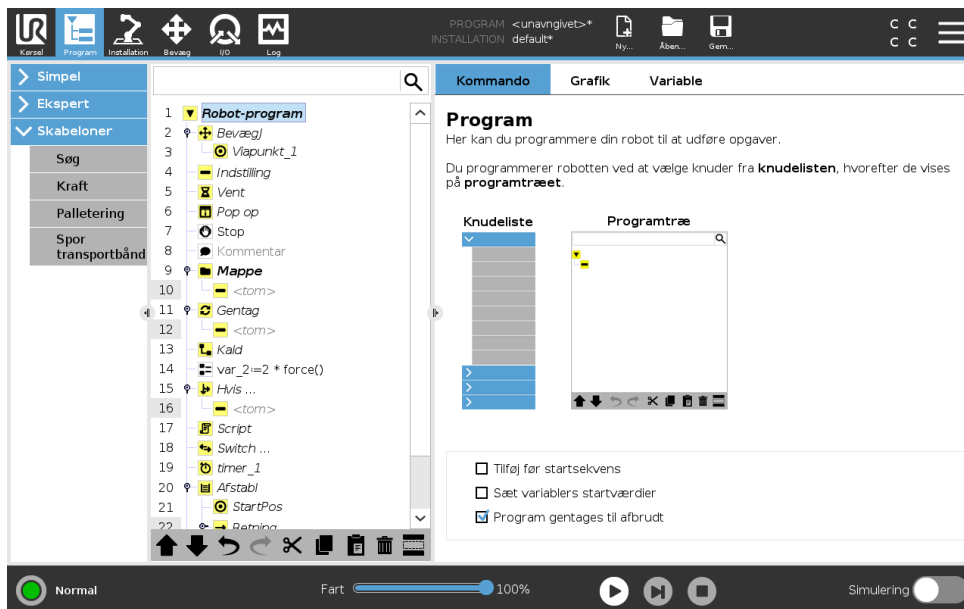 PROGRAM <unavngivet>*
INSTALLATION default*
Kørsel
Program
Installation
Bevæg
I/O
Log
Ny...
Åben...
Gem...
C C
C C
Simpel
Ekspert
Skabeloner
Søg
Kraft
Palletering
Spor
transportbånd
1 Robot-program
2 BevægJ
3 Viapunkt_1
4 Indstilling
5 Vent
6 Pop op
7 Stop
8 Kommentar
9 Mappe
10 <tom>
11 Gentag
12 <tom>
13 Kald
14 var_2:=2 * force()
15 Hvis ...
16 <tom>
17 Script
18 Switch ...
19 timer_1
20 Afstabl
21 StartPos
22 Retning
Kommando
Grafik
Variable
Program
Her kan du programmere din robot til at udføre opgaver.
Du programmerer robotten ved at vælge knuder fra knudelisten, hvorefter de vises
på programtræet.
Knudeliste
Programtræ
Tilføj før startsekvens
Sæt variablers startværdier
Program gentages til afbrudt
Normal
Fart
100%
Simulering